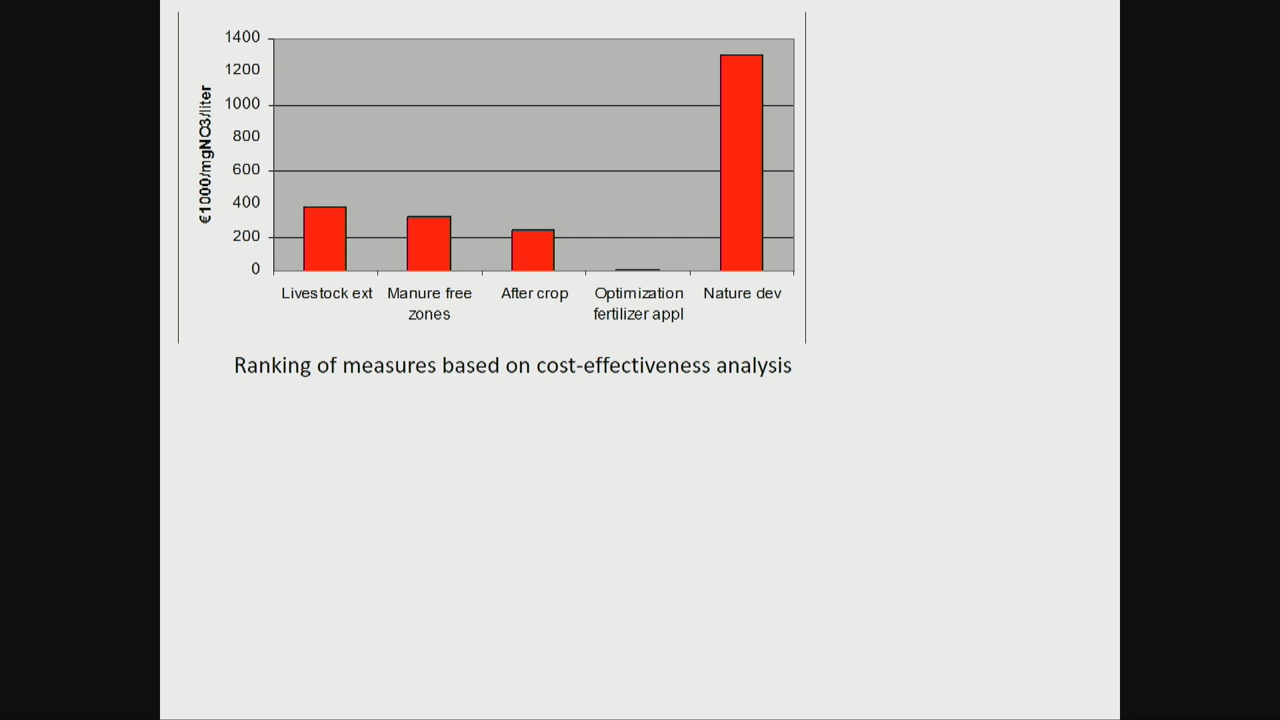 1400
1200
1000
800
600
400
200
0
€1000/mgNO3/liter
Livestock ext
Manure free
zones
After crop
Optimization
fertilizer appl
Nature dev
Ranking of measures based on cost-effectiveness analysis